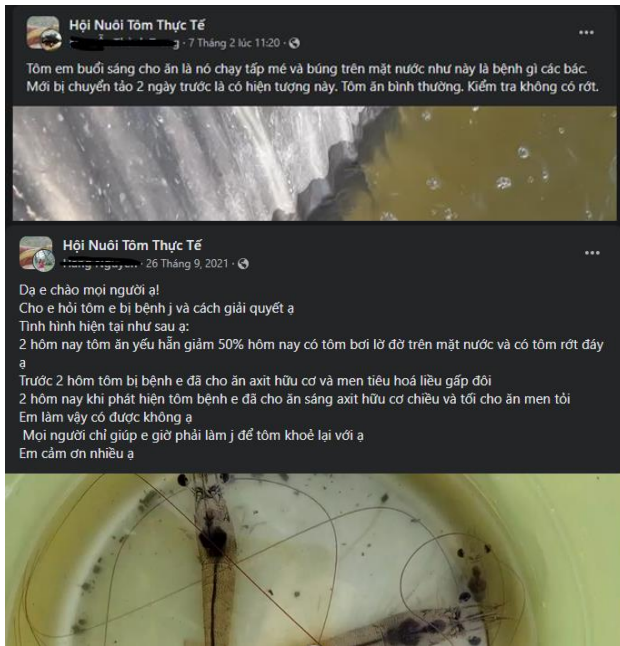 Hội Nuôi Tôm Thực Tế
7 Tháng 2 lúc 11:20 ·
Tôm em buổi sáng cho ăn là nó chạy tấp mé và búng trên mặt nước như này là bệnh gì các bác.
Mới bị chuyển tảo 2 ngày trước là có hiện tượng này. Tôm ăn bình thường. Kiểm tra không có rớt.
Hội Nuôi Tôm Thực Tế
26 Tháng 9, 2021 ·
Dạ e chào mọi người ạ!
Cho e hỏi tôm e bị bệnh j và cách giải quyết ạ
Tình hình hiện tại như sau ạ:
2 hôm nay tôm ăn yếu hẵn giảm 50% hôm nay có tôm bơi lờ đờ trên mặt nước và có tôm rớt đáy
ạ
Trước 2 hôm tôm bị bệnh e đã cho ăn axit hữu cơ và men tiêu hoá liều gấp đôi
2 hôm nay khi phát hiện tôm bệnh e đã cho ăn sáng axit hữu cơ chiều và tối cho ăn men tỏi
Em làm vậy có được không ạ
Mọi người chỉ giúp e giờ phải làm j để tôm khoẻ lại với ạ
Em cảm ơn nhiều ạ